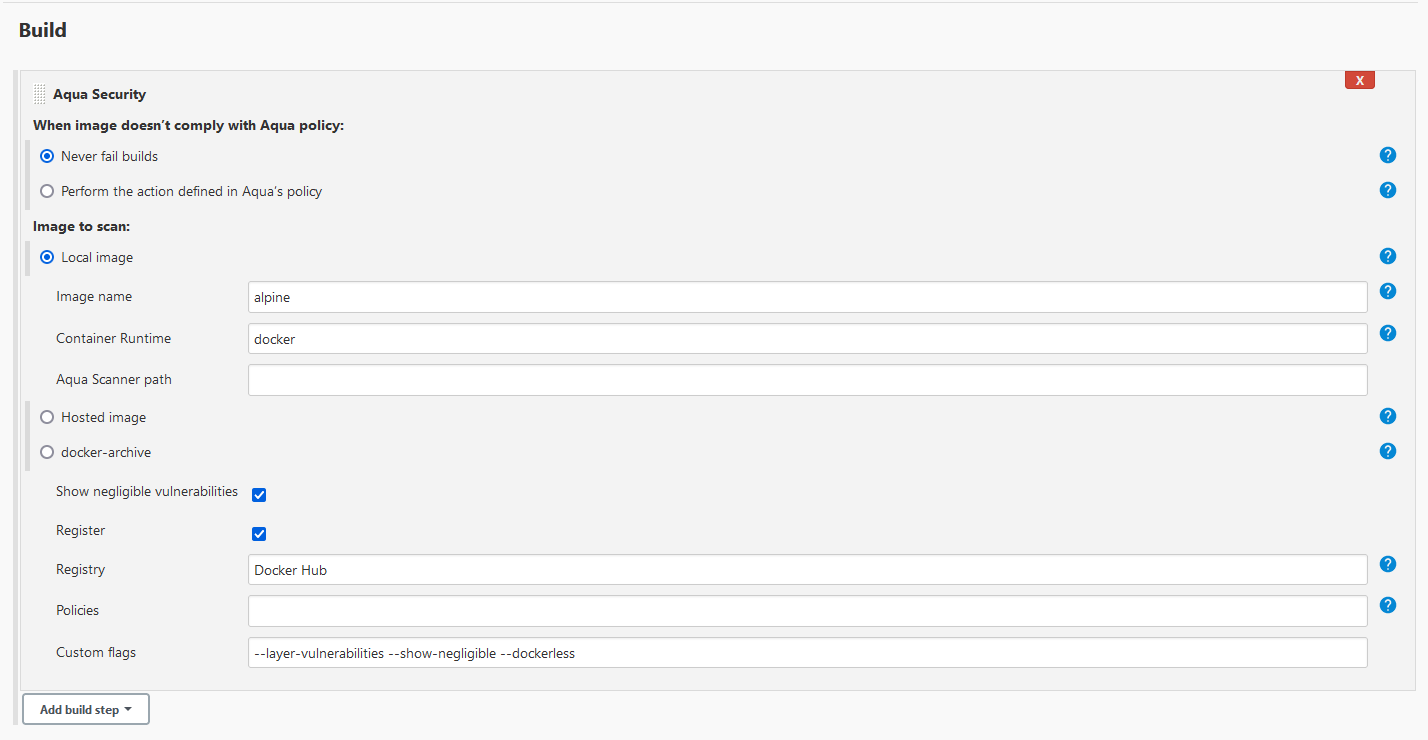 Build
Aqua Security
X
When image doesn't comply with Aqua policy:
Never fail builds
?
Perform the action defined in Aqua's policy
?
Image to scan:
Local image
?
Image name
alpine
?
Container Runtime
docker
?
Aqua Scanner path
Hosted image
?
docker-archive
?
Show negligible vulnerabilities
Register
Registry
Docker Hub
?
Policies
?
Custom flags
--layer-vulnerabilities --show-negligible --dockerless
Add build step